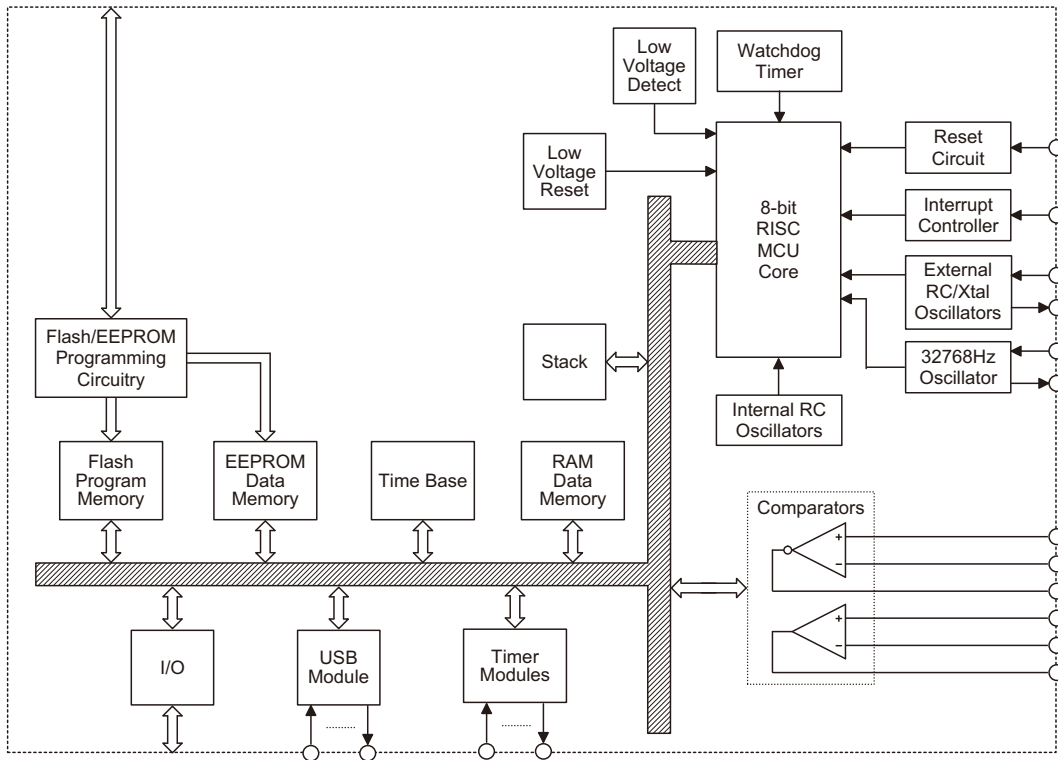 Low
Voltage
Detect
Watchdog
Timer
Low
Voltage
Reset
8-bit
RISC
MCU
Core
Reset
Circuit
Interrupt
Controller
External
RC/Xtal
Oscillators
32768Hz
Oscillator
Internal RC
Oscillators
Flash/EEPROM
Programming
Circuitry
Stack
Flash
Program
Memory
EEPROM
Data
Memory
Time Base
RAM
Data
Memory
Comparators
+
−
+
−
I/O
USB
Module
Timer
Modules